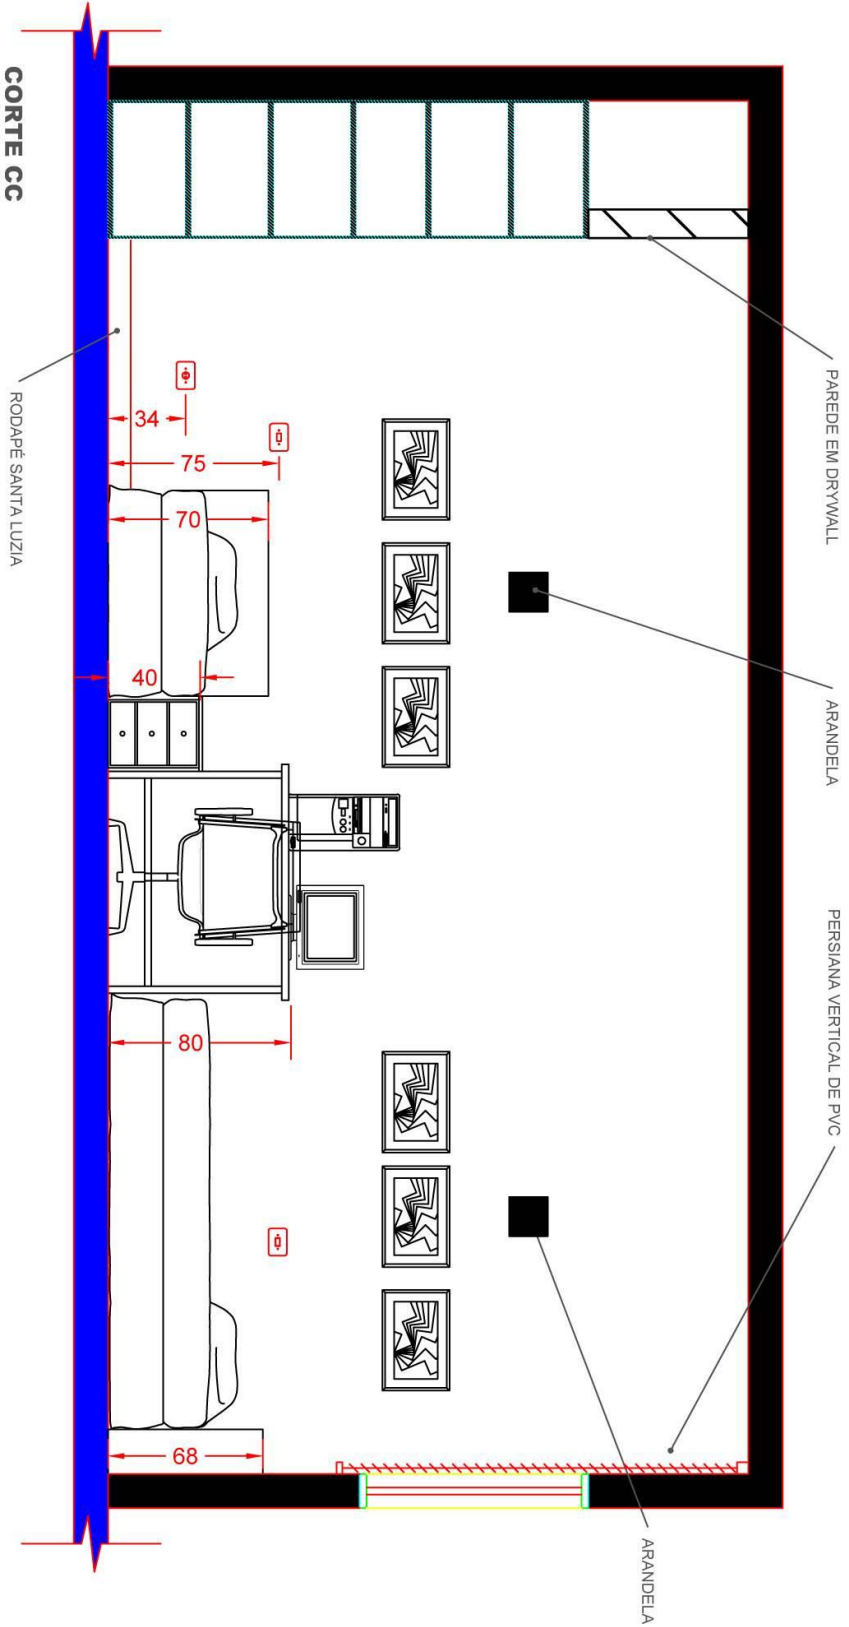 PAREDE EM DRYWALL
ARANDELA
PERSIANA VERTICAL DE PVC
ARANDELA
34
75
70
40
80
68
RODAPÉ SANTA LUZIA
CORTE CC